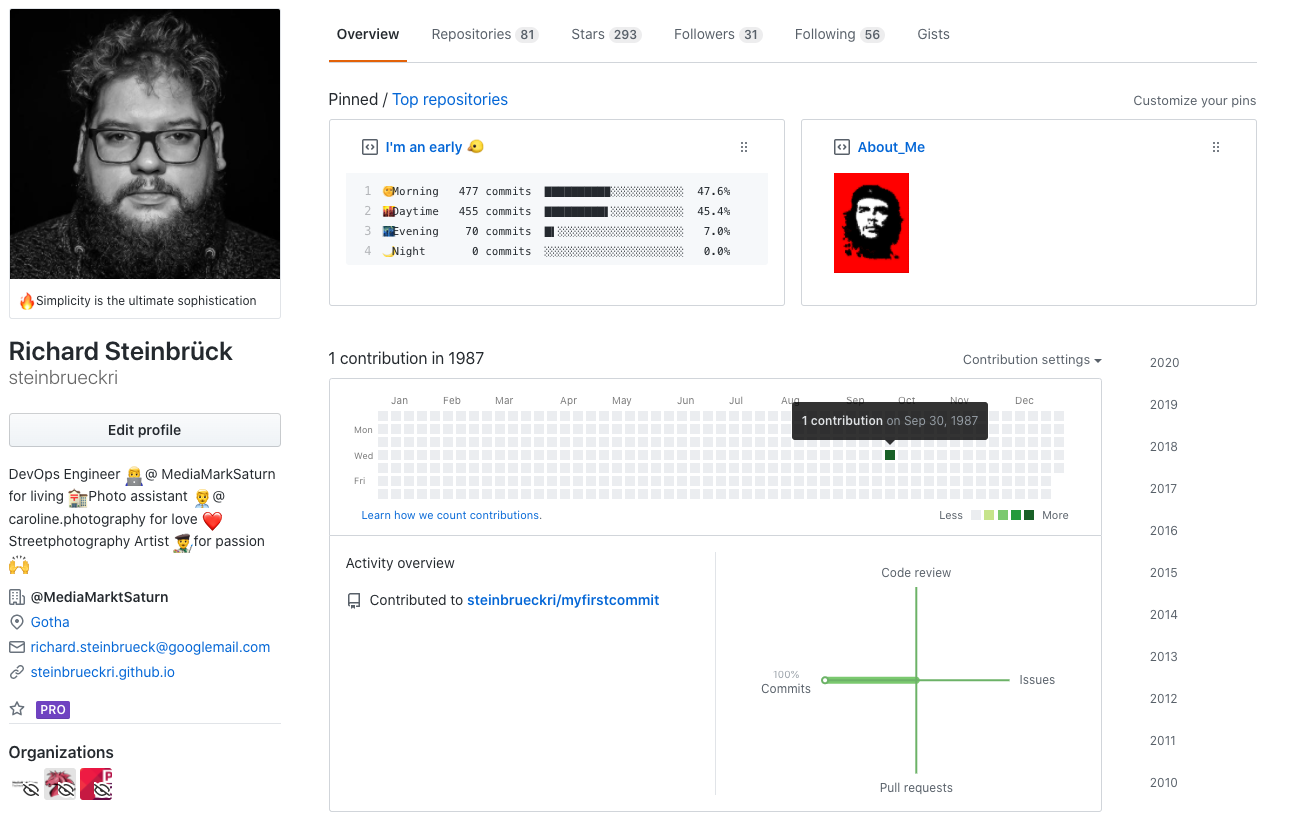 Overview Repositories 81 Stars 293 Followers 31 Following 56 Gists
🔥Simplicity is the ultimate sophistication
Richard Steinbrück
steinbrueckri
Edit profile
DevOps Engineer 👨‍💻@ MediaMarkSaturn
for living 🏤Photo assistant 👨‍💼@
caroline.photography for love ❤️
Streetphotography Artist 👨‍🎨for passion
🙌
@MediaMarktSaturn
Gotha
richard.steinbrueck@googlemail.com
steinbrueckri.github.io
PRO
Organizations
Pinned / Top repositories
Customize your pins
I'm an early 🐤
1 🌞Morning 477 commits ██████████▒░░░░░░░░░░ 47.6%
2 🌆Daytime 455 commits █████████▌░░░░░░░░░░░ 45.4%
3 🌃Evening 70 commits █▍░░░░░░░░░░░░░░░░░░░ 7.0%
4 🌙Night 0 commits ░░░░░░░░░░░░░░░░░░░░░ 0.0%
About_Me
1 contribution in 1987
Contribution settings
Jan Feb Mar Apr May Jun Jul Aug Sep Oct Nov Dec
1 contribution on Sep 30, 1987
Mon
Wed
Fri
Learn how we count contributions.
Less More
Activity overview
Contributed to steinbrueckri/myfirstcommit
Code review
100%
Commits
Issues
Pull requests
2020
2019
2018
2017
2016
2015
2014
2013
2012
2011
2010